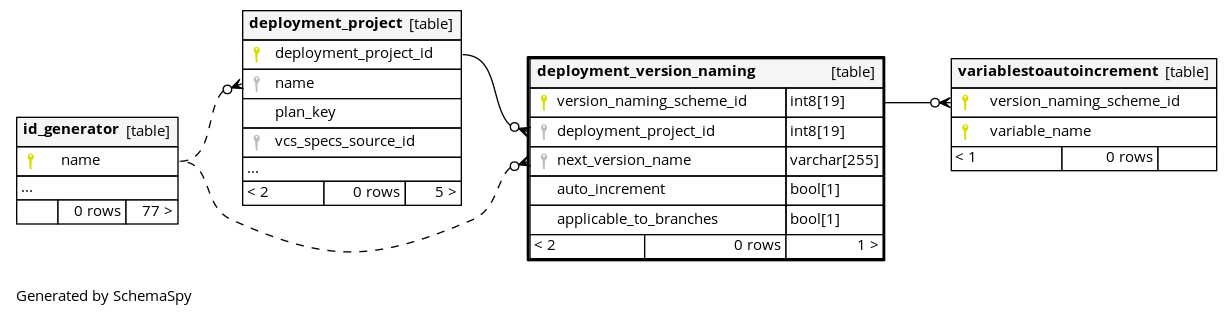 id_generator [table]
name
...
0 rows 77 >
deployment_project [table]
deployment_project_id
name
plan_key
vcs_specs_source_id
...
< 2 0 rows 5 >
deployment_version_naming [table]
version_naming_scheme_id int8[19]
deployment_project_id int8[19]
next_version_name varchar[255]
auto_increment bool[1]
applicable_to_branches bool[1]
< 2 0 rows 1 >
variablestoautoincrement [table]
version_naming_scheme_id
variable_name
< 1 0 rows
Generated by SchemaSpy